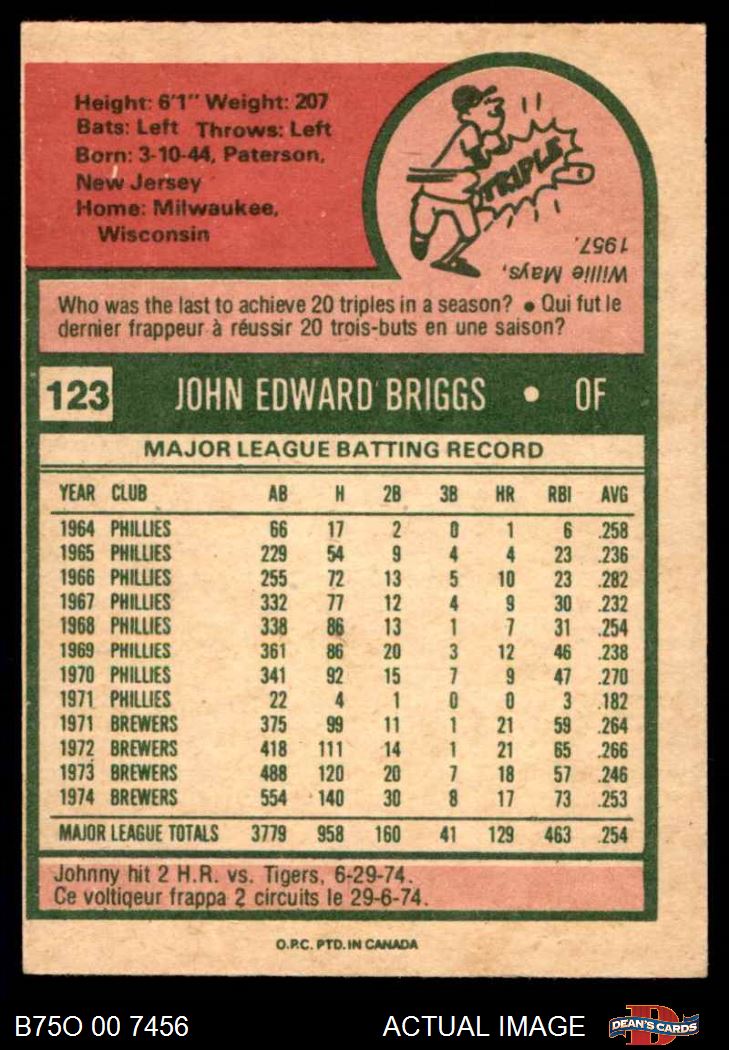 Height: 6'1" Weight: 207
Bats: Left Throws: Left
Born: 3-10-44, Paterson,
New Jersey
Home: Milwaukee,
Wisconsin
TRIPLE
Willie Mays,
1957.
Who was the last to achieve 20 triples in a season? ● Qui fut le
dernier frappeur à réussir 20 trois-buts en une saison?
123 JOHN EDWARD BRIGGS • OF
MAJOR LEAGUE BATTING RECORD
YEAR CLUB AB H 2B 3B HR RBI AVG
1964 PHILLIES 66 17 2 0 1 6 .258
1965 PHILLIES 229 54 9 4 4 23 .236
1966 PHILLIES 255 72 13 5 10 23 .282
1967 PHILLIES 332 77 12 4 9 30 .232
1968 PHILLIES 338 86 13 1 7 31 .254
1969 PHILLIES 361 86 20 3 12 46 .238
1970 PHILLIES 341 92 15 7 9 47 .270
1971 PHILLIES 22 4 1 0 0 3 .182
1971 BREWERS 375 99 11 1 21 59 .264
1972 BREWERS 418 111 14 1 21 65 .266
1973 BREWERS 488 120 20 7 18 57 .246
1974 BREWERS 554 140 30 8 17 73 .253
MAJOR LEAGUE TOTALS 3779 958 160 41 129 463 .254
Johnny hit 2 H.R. vs. Tigers, 6-29-74.
Ce voltigeur frappa 2 circuits le 29-6-74.
O.P.C. PTD. IN CANADA
B75O 00 7456 ACTUAL IMAGE DEAN'S CARDS